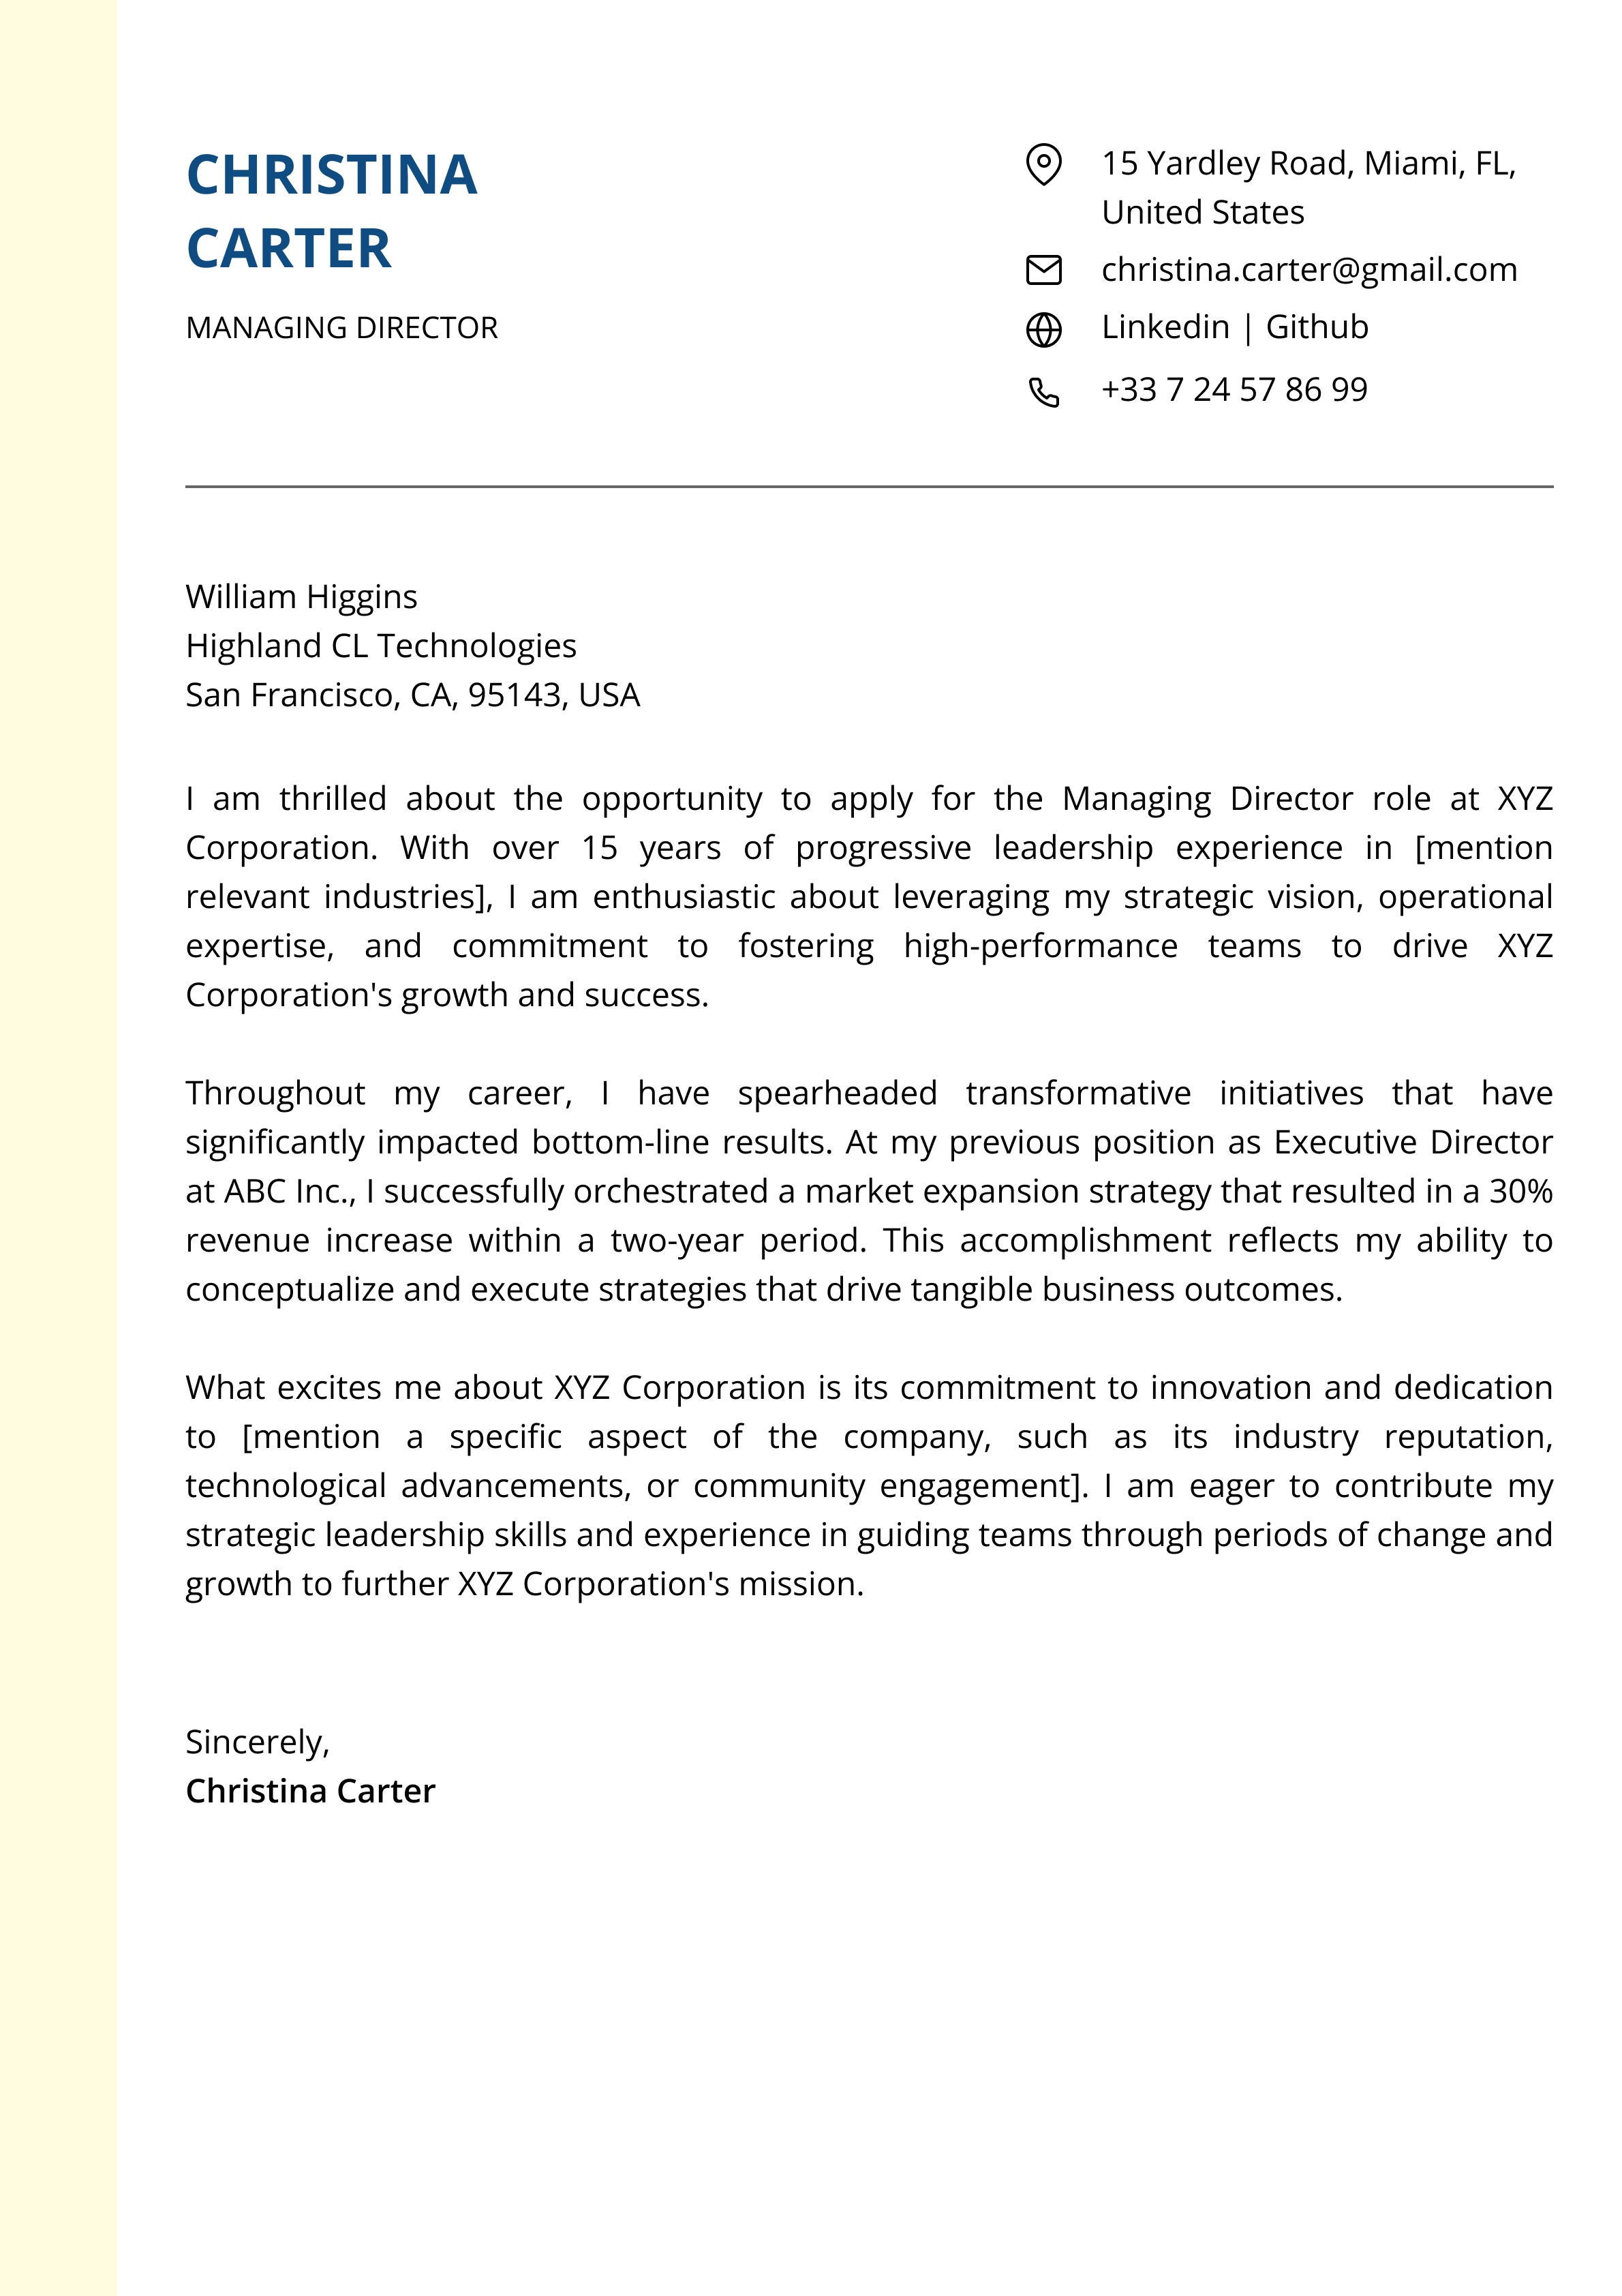 CHRISTINA
CARTER
MANAGING DIRECTOR
15 Yardley Road, Miami, FL,
United States
christina.carter@gmail.com
Linkedin | Github
+33 7 24 57 86 99
William Higgins
Highland CL Technologies
San Francisco, CA, 95143, USA
I am thrilled about the opportunity to apply for the Managing Director role at XYZ
Corporation. With over 15 years of progressive leadership experience in [mention
relevant industries], I am enthusiastic about leveraging my strategic vision, operational
expertise, and commitment to fostering high-performance teams to drive XYZ
Corporation's growth and success.
Throughout my career, I have spearheaded transformative initiatives that have
significantly impacted bottom-line results. At my previous position as Executive Director
at ABC Inc., I successfully orchestrated a market expansion strategy that resulted in a 30%
revenue increase within a two-year period. This accomplishment reflects my ability to
conceptualize and execute strategies that drive tangible business outcomes.
What excites me about XYZ Corporation is its commitment to innovation and dedication
to [mention a specific aspect of the company, such as its industry reputation,
technological advancements, or community engagement]. I am eager to contribute my
strategic leadership skills and experience in guiding teams through periods of change and
growth to further XYZ Corporation's mission.
Sincerely,
Christina Carter